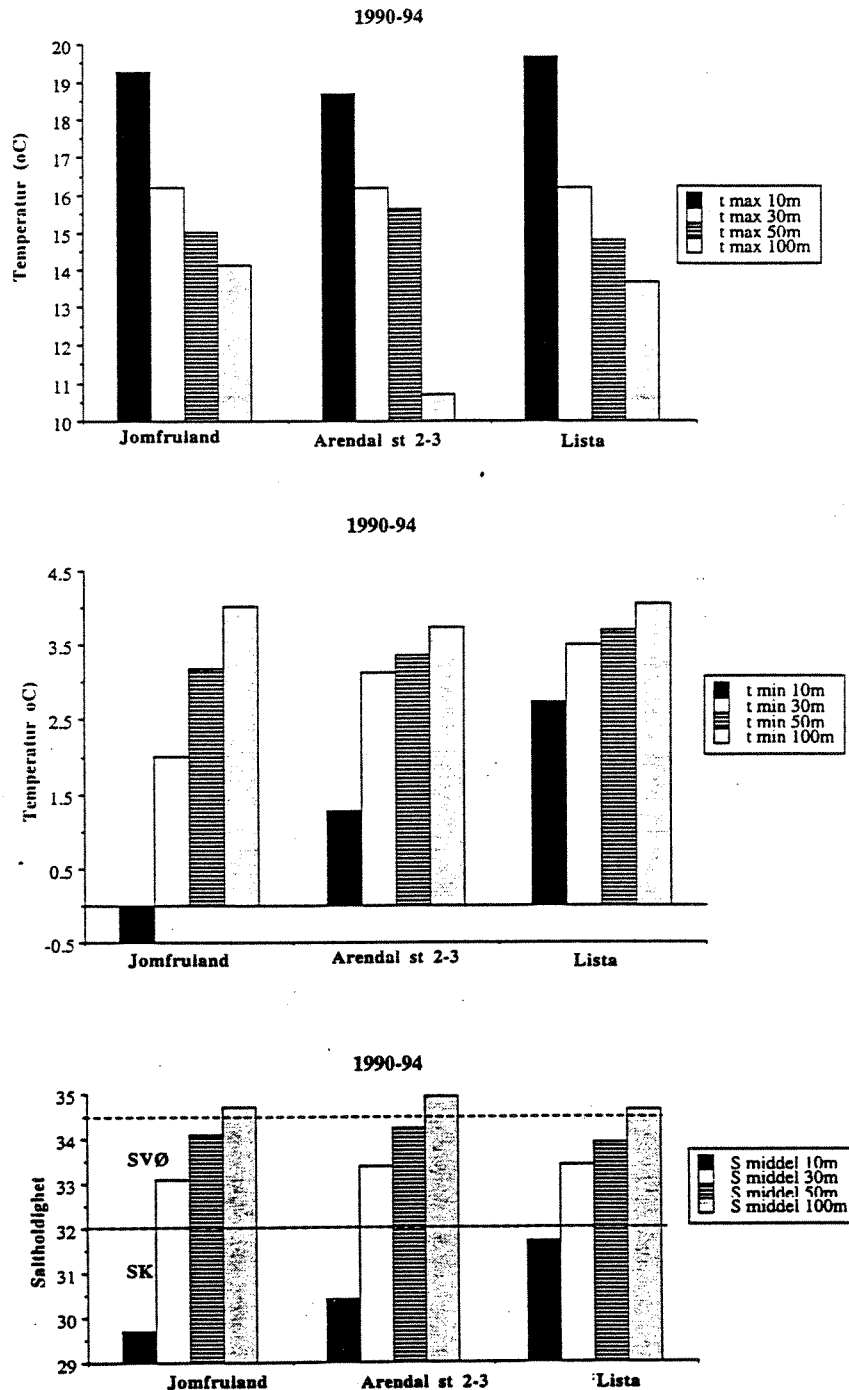 1990-94
Temperatur (oC)
20
19
18
17
16
15
14
13
12
11
10
Jomfruland Arendal st 2-3 Lista
t max 10m
t max 30m
t max 50m
t max 100m
1990-94
Temperatur oC
4.5
3.5
2.5
1.5
0.5
-0.5
Jomfruland Arendal st 2-3 Lista
t min 10m
t min 30m
t min 50m
t min 100m
1990-94
Saltholdighet
35
34
33
32
31
30
29
SVØ
SK
Jomfruland Arendal st 2-3 Lista
S middel 10m
S middel 30m
S middel 50m
S middel 100m